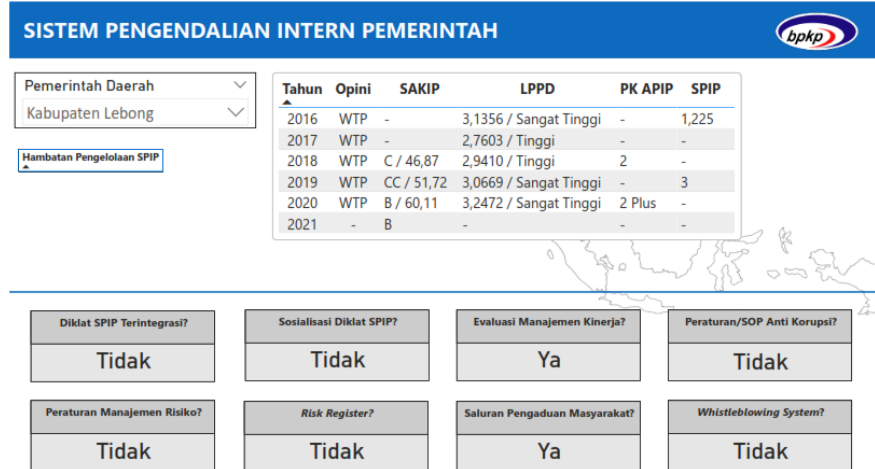 SISTEM PENGENDALIAN INTERN PEMERINTAH
bpkp
Pemerintah Daerah
Kabupaten Lebong
Hambatan Pengelolaan SPIP
Tahun Opini SAKIP LPPD PK APIP SPIP
2016 WTP - 3,1356 / Sangat Tinggi - 1,225
2017 WTP - 2,7603 / Tinggi - -
2018 WTP C / 46,87 2,9410 / Tinggi 2 -
2019 WTP CC / 51,72 3,0669 / Sangat Tinggi - 3
2020 WTP B / 60,11 3,2472 / Sangat Tinggi 2 Plus -
2021 - B - - -
Diklat SPIP Terintegrasi? Sosialisasi Diklat SPIP? Evaluasi Manajemen Kinerja? Peraturan/SOP Anti Korupsi?
Tidak Tidak Ya Tidak
Peraturan Manajemen Risiko? Risk Register? Saluran Pengaduan Masyarakat? Whistleblowing System?
Tidak Tidak Ya Tidak